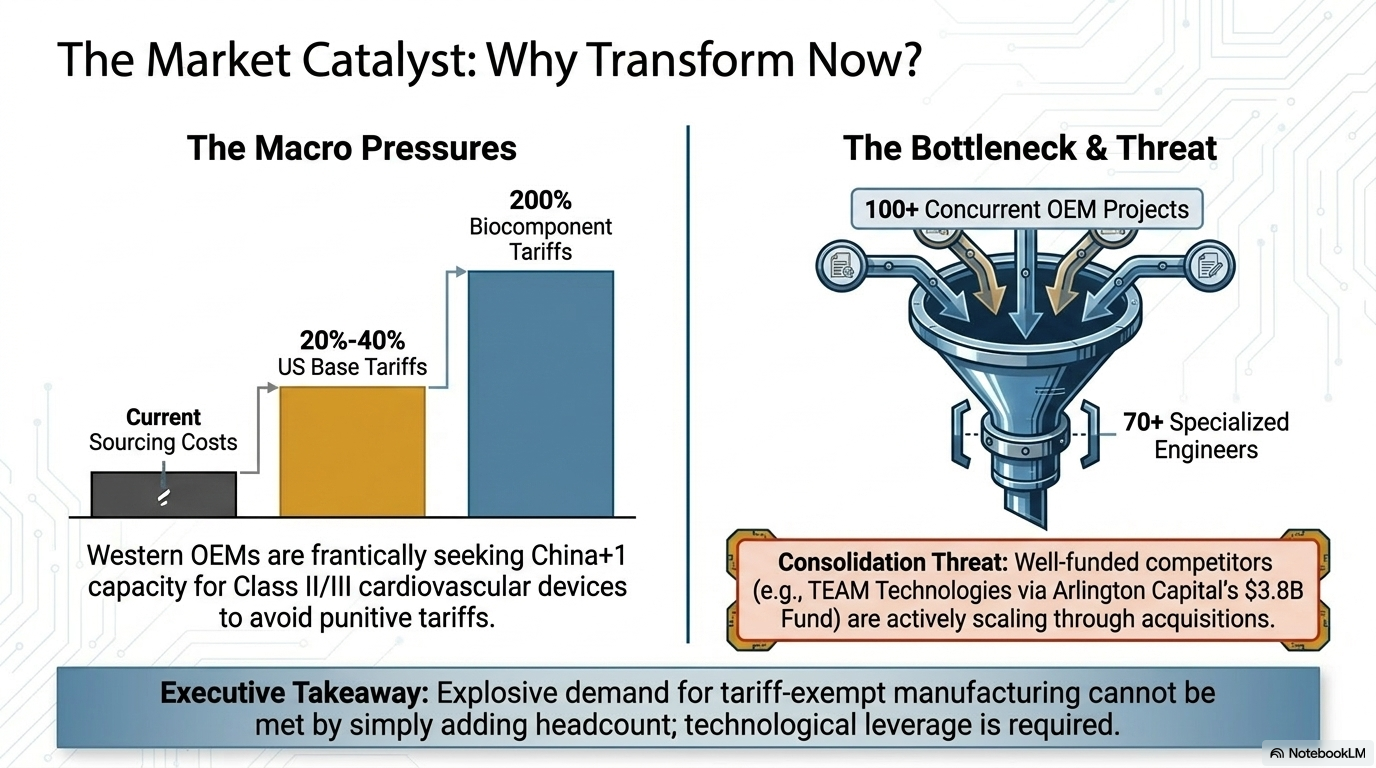 The Market Catalyst: Why Transform Now?
The Macro Pressures
200%
Biocomponent
Tariffs
20%-40%
US Base Tariffs
Current
Sourcing Costs
Western OEMs are frantically seeking China+1
capacity for Class II/III cardiovascular devices
to avoid punitive tariffs.
The Bottleneck & Threat
100+ Concurrent OEM Projects
70+ Specialized
Engineers
Consolidation Threat: Well-funded competitors
(e.g., TEAM Technologies via Arlington Capital's $3.8B
Fund) are actively scaling through acquisitions.
Executive Takeaway: Explosive demand for tariff-exempt manufacturing cannot be
met by simply adding headcount; technological leverage is required.
NotebookLM